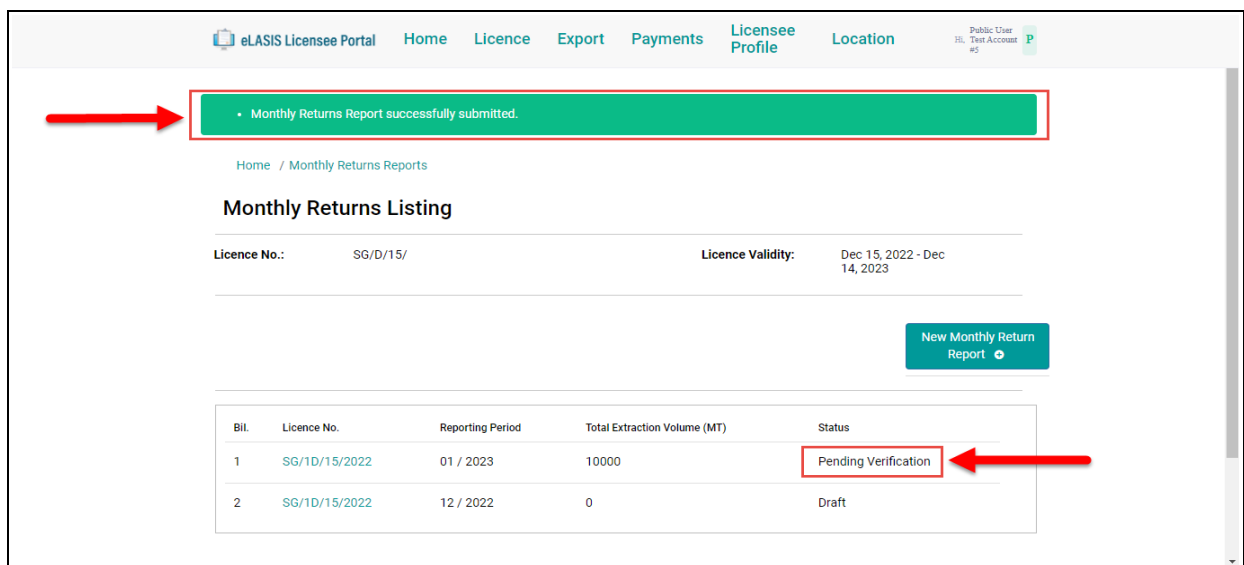 eLASIS Licensee Portal Home Licence Export Payments Licensee Profile Location
Public User
Hi, Test Account P
#5
• Monthly Returns Report successfully submitted.
Home / Monthly Returns Reports
Monthly Returns Listing
Licence No.: SG/D/15/ Licence Validity: Dec 15, 2022 - Dec
14, 2023
New Monthly Return
Report
Bil. Licence No. Reporting Period Total Extraction Volume (MT) Status
1 SG/1D/15/2022 01 / 2023 10000 Pending Verification
2 SG/1D/15/2022 12 / 2022 0 Draft